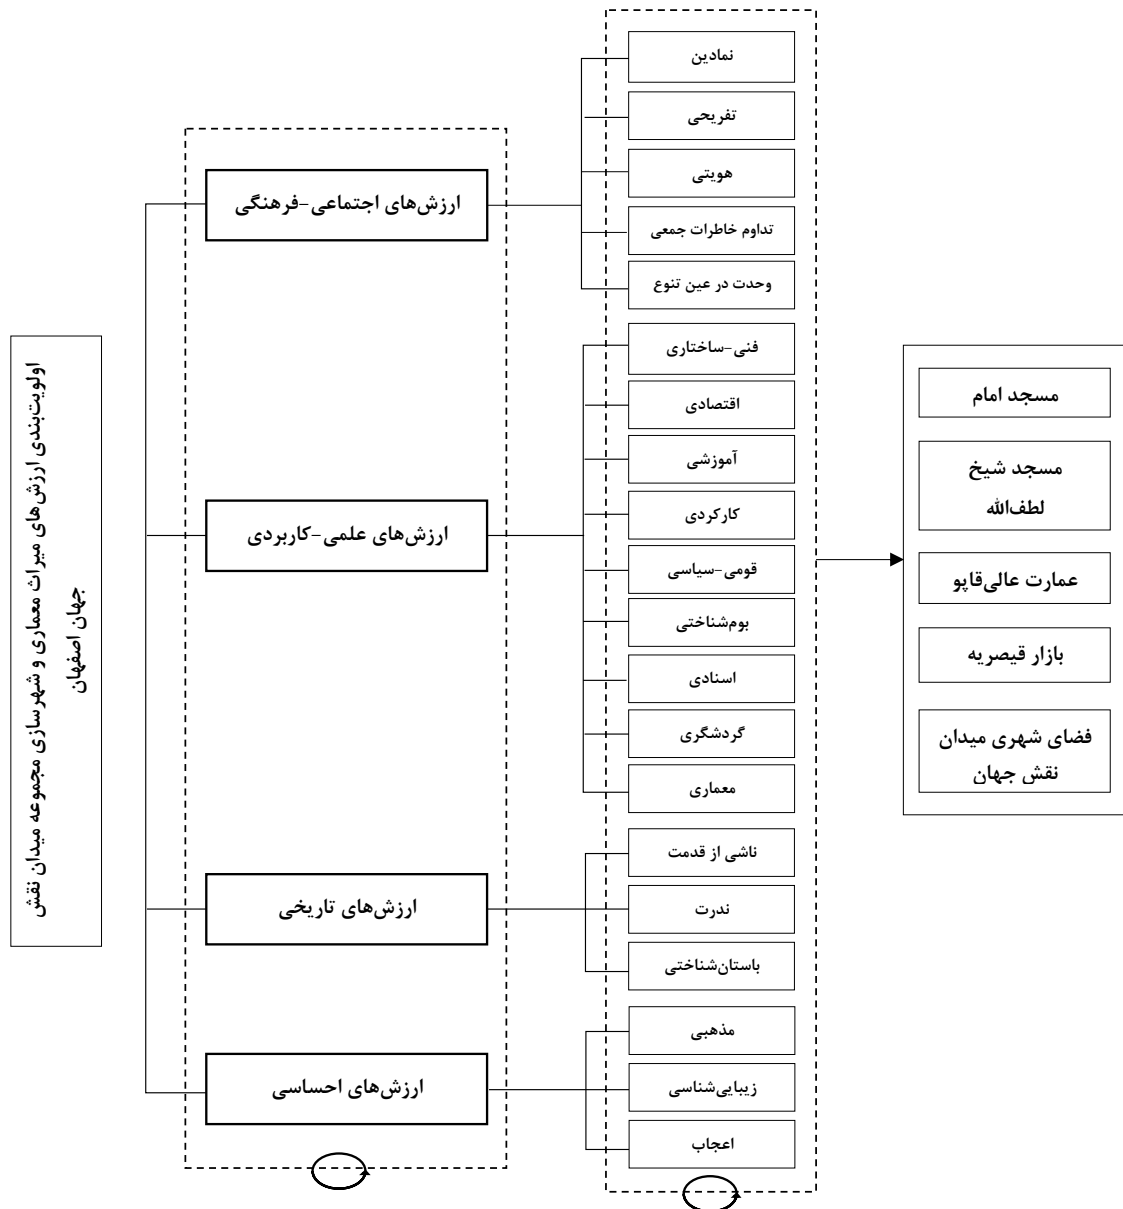 اولویت‌بندی ارزش‌های میراث معماری و شهرسازی مجموعه میدان نقش
جهان اصفهان
ارزش‌های اجتماعی-فرهنگی
ارزش‌های علمی-کاربردی
ارزش‌های تاریخی
ارزش‌های احساسی
نمادین
تفریحی
هویتی
تداوم خاطرات جمعی
وحدت در عین تنوع
فنی-ساختاری
اقتصادی
آموزشی
کارکردی
قومی-سیاسی
بوم‌شناختی
اسنادی
گردشگری
معماری
ناشی از قدمت
ندرت
باستان‌شناختی
مذهبی
زیبایی‌شناسی
اعجاب
مسجد امام
مسجد شیخ
لطف‌الله
عمارت عالی‌قاپو
بازار قیصریه
فضای شهری میدان
نقش جهان